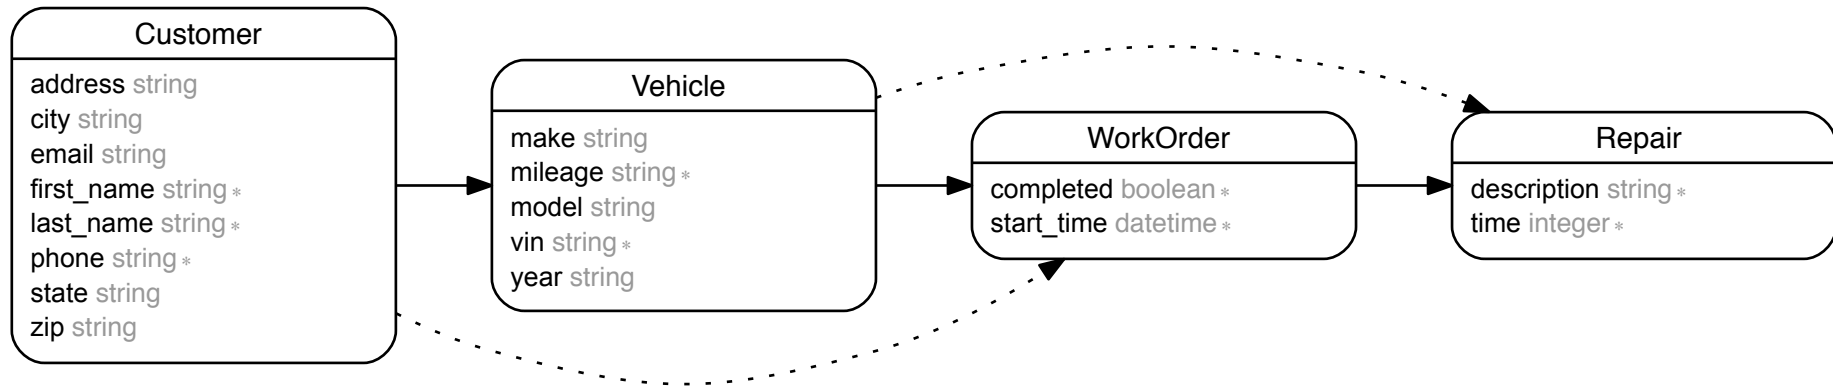 Customer
address string
city string
email string
first_name string *
last_name string *
phone string *
state string
zip string
Vehicle
make string
mileage string *
model string
vin string *
year string
WorkOrder
completed boolean *
start_time datetime *
Repair
description string *
time integer *